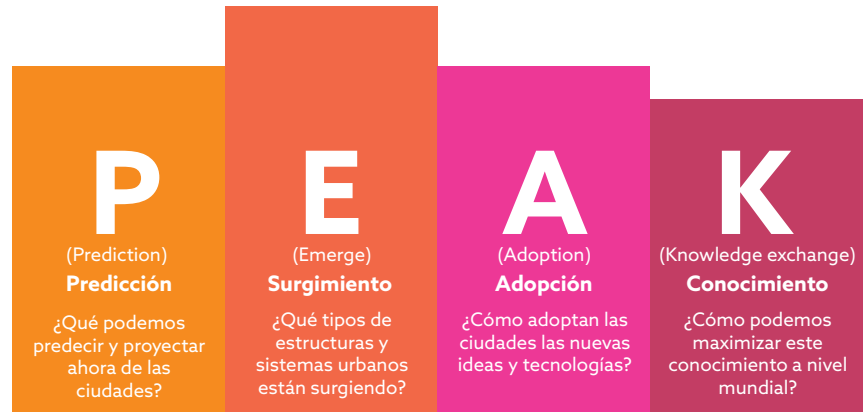 P
(Prediction)
Predicción
¿Qué podemos
predecir y proyectar
ahora de las
ciudades?
E
(Emerge)
Surgimiento
¿Qué tipos de
estructuras y
sistemas urbanos
están surgiendo?
A
(Adoption)
Adopción
¿Cómo adoptan las
ciudades las nuevas
ideas y tecnologías?
K
(Knowledge exchange)
Conocimiento
¿Cómo podemos
maximizar este
conocimiento a nivel
mundial?